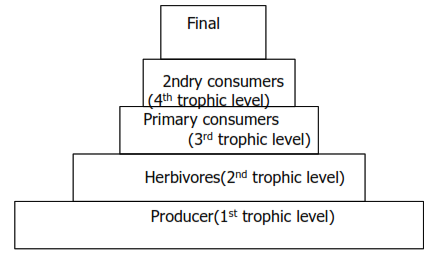 Final
2ndry consumers
(4th trophic level)
Primary consumers
(3rd trophic level)
Herbivores(2nd trophic level)
Producer(1st trophic level)